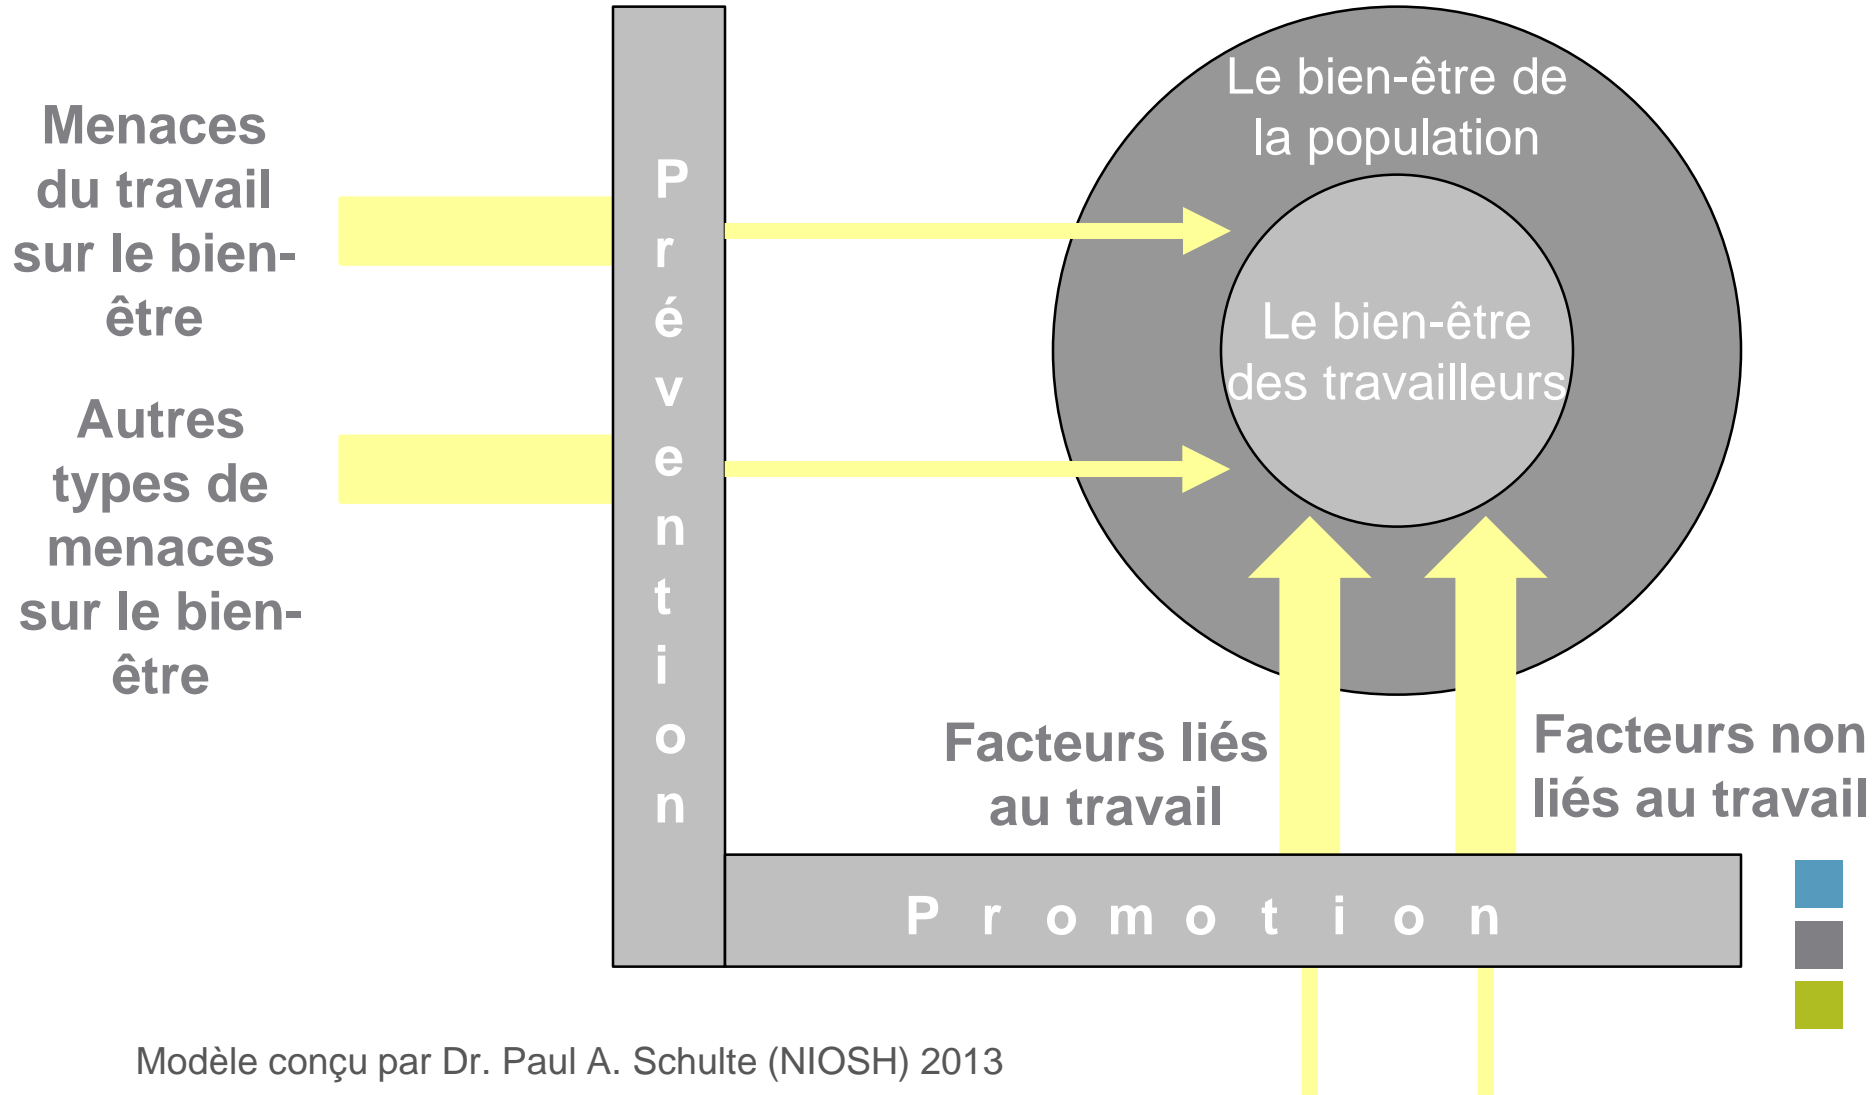 Menaces
du travail
sur le bien-
être
Autres
types de
menaces
sur le bien-
être
Prévention
Le bien-être de
la population
Le bien-être
des travailleurs
Facteurs liés
au travail
Facteurs non
liés au travail
Promotion
Modèle conçu par Dr. Paul A. Schulte (NIOSH) 2013